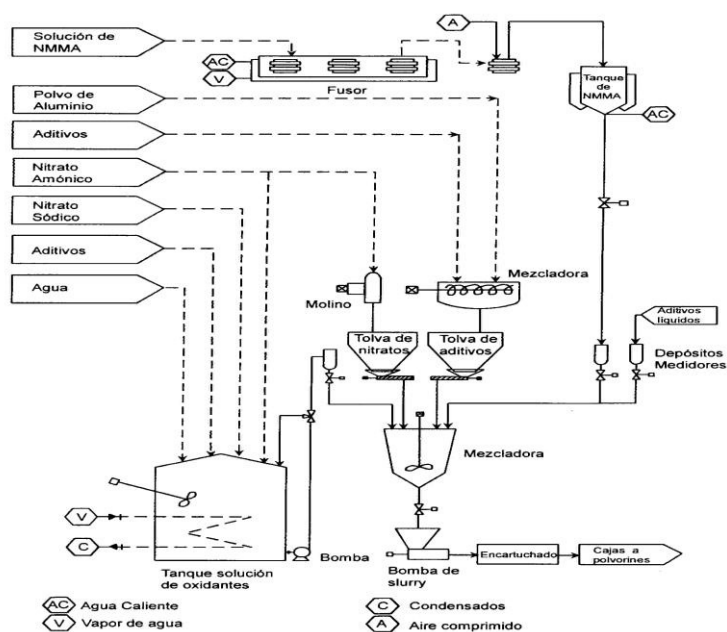 Solución de
NMMA
AC
V
Fusor
A
Tanque
de
NMMA
AC
Polvo de
Aluminio
Aditivos
Nitrato
Amónico
Nitrato
Sódico
Aditivos
Agua
Molino
Mezcladora
Tolva de
nitratos
Tolva de
aditivos
Aditivos
líquidos
Depósitos
Medidores
Mezcladora
V
C
Bomba
Tanque solución
de oxidantes
Bomba de
slurry
Encartuchado
Cajas a
polvorines
AC Agua Caliente
V Vapor de agua
C Condensados
A Aire comprimido